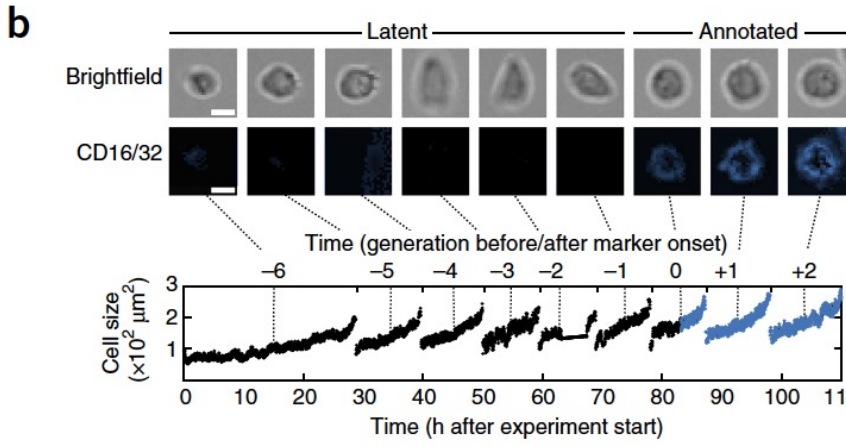 b
Latent Annotated
Brightfield
CD16/32
Time (generation before/after marker onset)
–6 –5 –4 –3 –2 –1 0 +1 +2
Cell size
(×10² μm²)
3
2
1
0 10 20 30 40 50 60 70 80 90 100 11
Time (h after experiment start)